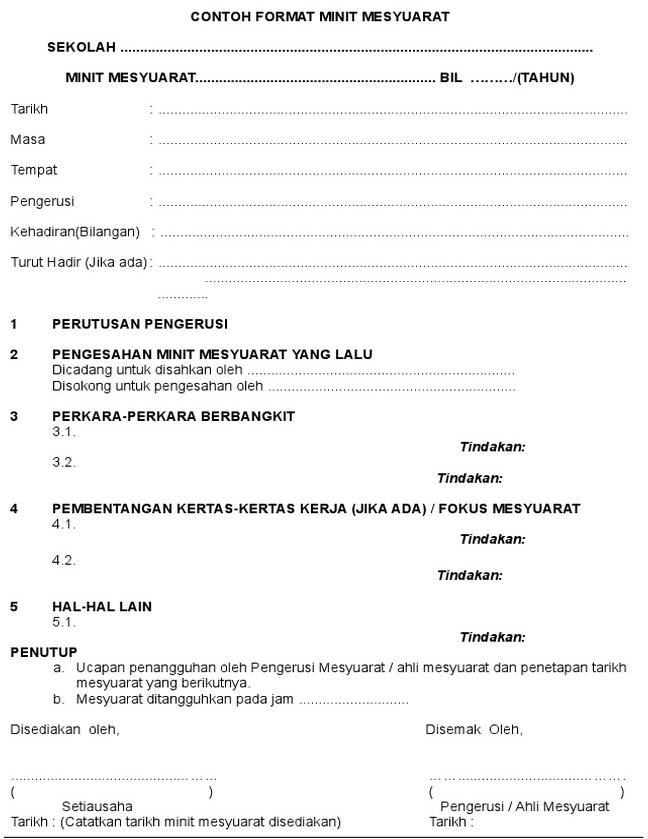 CONTOH FORMAT MINIT MESYUARAT
SEKOLAH ....................................................................................................................
MINIT MESYUARAT............................................................ BIL ………/(TAHUN)
Tarikh : ....................................................................................................................
Masa : ....................................................................................................................
Tempat : ....................................................................................................................
Pengerusi : ....................................................................................................................
Kehadiran(Bilangan) : ....................................................................................................................
Turut Hadir (Jika ada) : ....................................................................................................................
.........................................................................................................
.............
1 PERUTUSAN PENGERUSI
2 PENGESAHAN MINIT MESYUARAT YANG LALU
Dicadang untuk disahkan oleh ..................................................................
Disokong untuk pengesahan oleh .............................................................
3 PERKARA-PERKARA BERBANGKIT
3.1.
Tindakan:
3.2.
Tindakan:
4 PEMBENTANGAN KERTAS-KERTAS KERJA (JIKA ADA) / FOKUS MESYUARAT
4.1.
Tindakan:
4.2.
Tindakan:
5 HAL-HAL LAIN
5.1.
Tindakan:
PENUTUP
a. Ucapan penangguhan oleh Pengerusi Mesyuarat / ahli mesyuarat dan penetapan tarikh
mesyuarat yang berikutnya.
b. Mesyuarat ditangguhkan pada jam ...........................
Disediakan oleh, Disemak Oleh,
.................................................. ..................................................
( ) ( )
Setiausaha Pengerusi / Ahli Mesyuarat
Tarikh : (Catatkan tarikh minit mesyuarat disediakan) Tarikh :